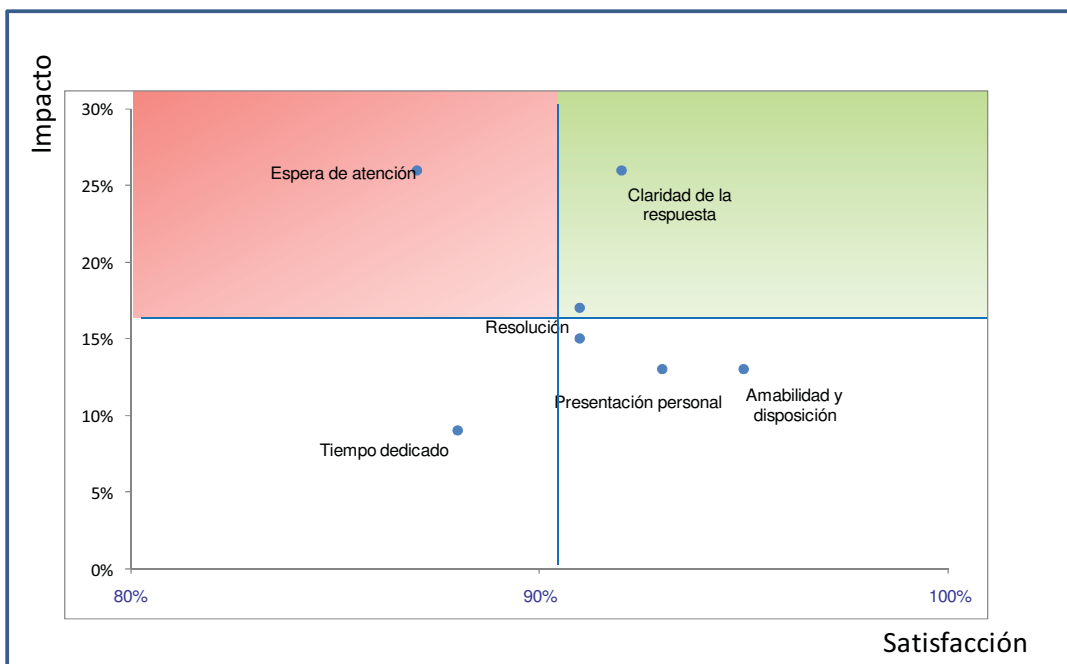 Impacto
30%
25%
20%
15%
10%
5%
0%
80%
90%
100%
Espera de atención
Claridad de la
respuesta
Resolución
Presentación personal
Amabilidad y
disposición
Tiempo dedicado
Satisfacción